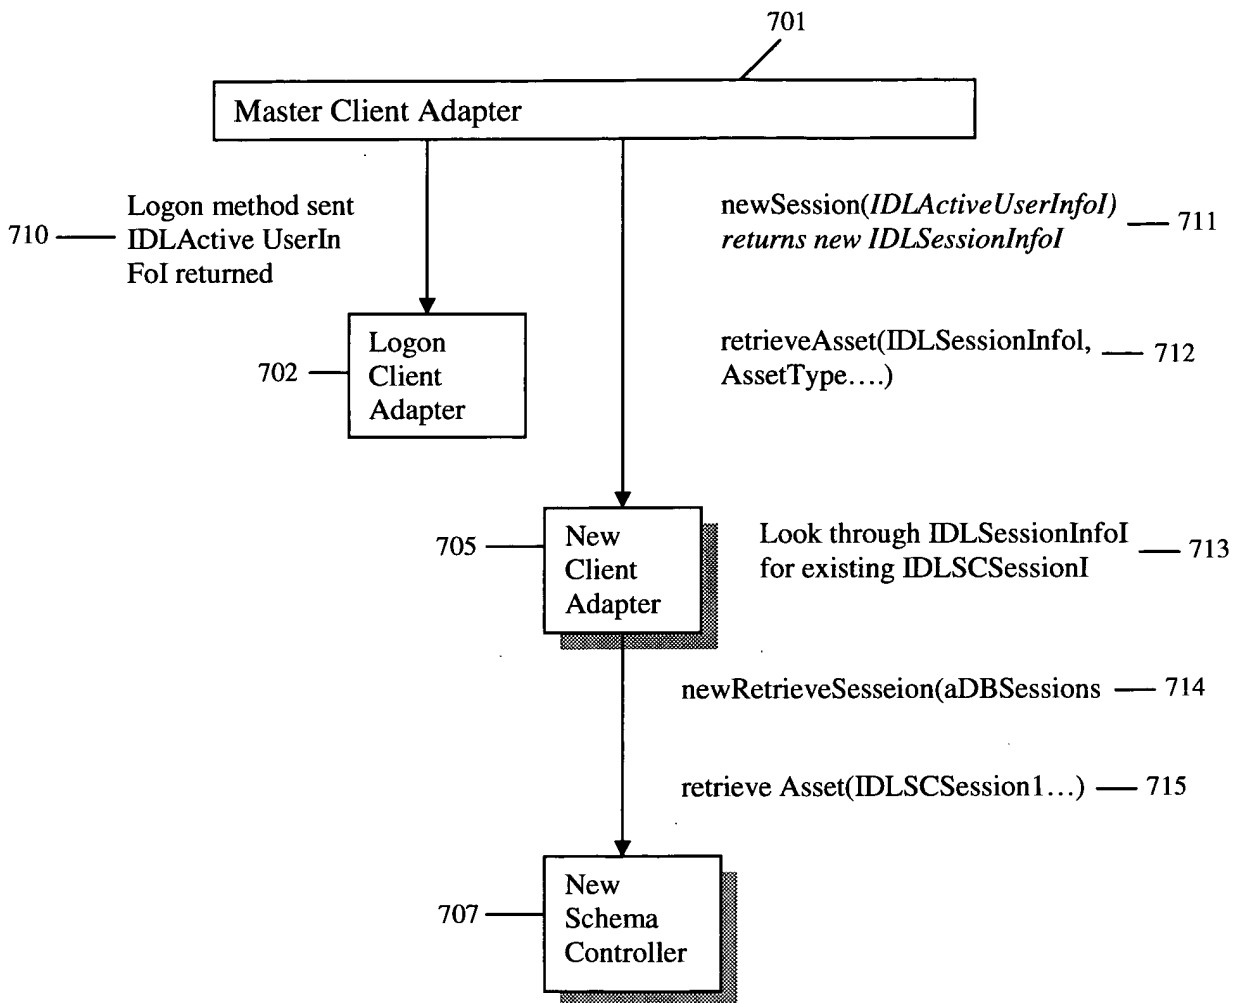 701
Master Client Adapter
Logon method sent
710
IDLActive UserIn
FoI returned
newSession(IDLActiveUserInfoI)
711
returns new IDLSessionInfoI
Logon
702
Client
Adapter
retrieveAsset(IDLSessionInfoI,
712
AssetType....)
705
New
Client
Adapter
Look through IDLSessionInfoI
713
for existing IDLSCSessionI
newRetrieveSesseion(aDBSessions
714
retrieve Asset(IDLSCSession1...)
715
707
New
Schema
Controller